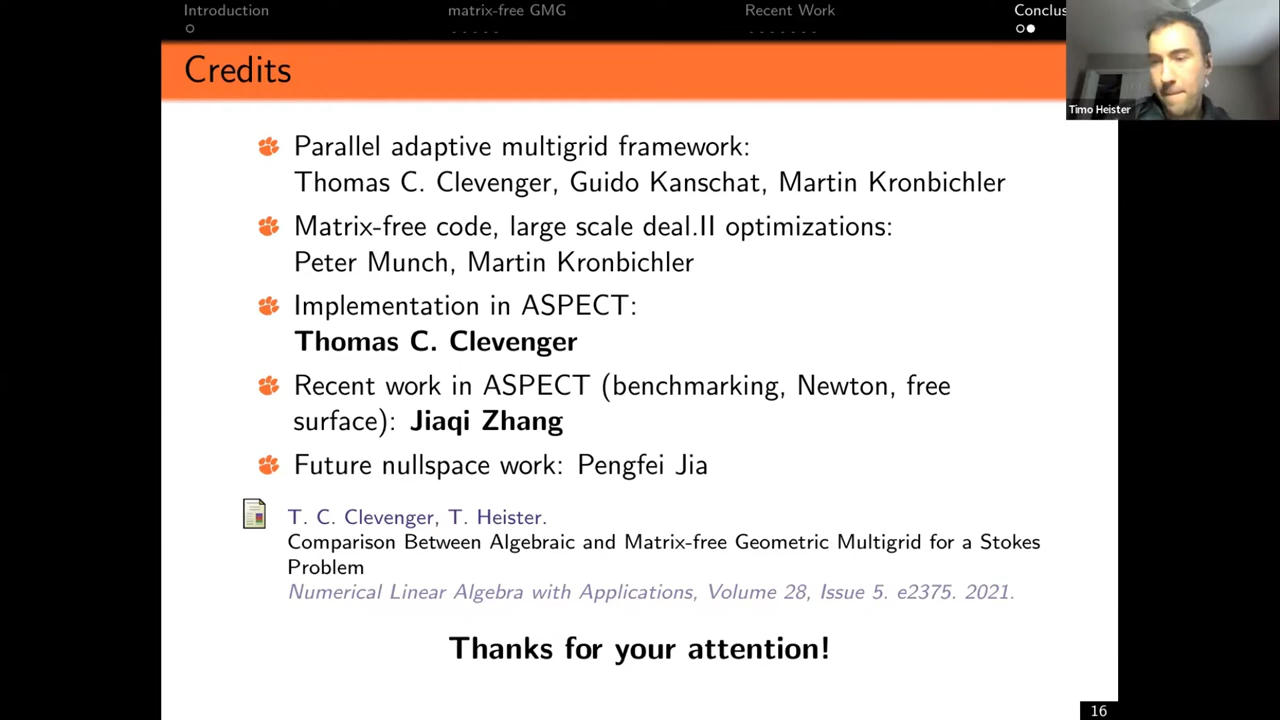 Introduction
matrix-free GMG
Recent Work
Conclus
Timo Heister
Credits
Parallel adaptive multigrid framework:
Thomas C. Clevenger, Guido Kanschat, Martin Kronbichler
Matrix-free code, large scale deal.II optimizations:
Peter Munch, Martin Kronbichler
Implementation in ASPECT:
Thomas C. Clevenger
Recent work in ASPECT (benchmarking, Newton, free
surface): Jiaqi Zhang
Future nullspace work: Pengfei Jia
T. C. Clevenger, T. Heister.
Comparison Between Algebraic and Matrix-free Geometric Multigrid for a Stokes
Problem
Numerical Linear Algebra with Applications, Volume 28, Issue 5. e2375. 2021.
Thanks for your attention!
16